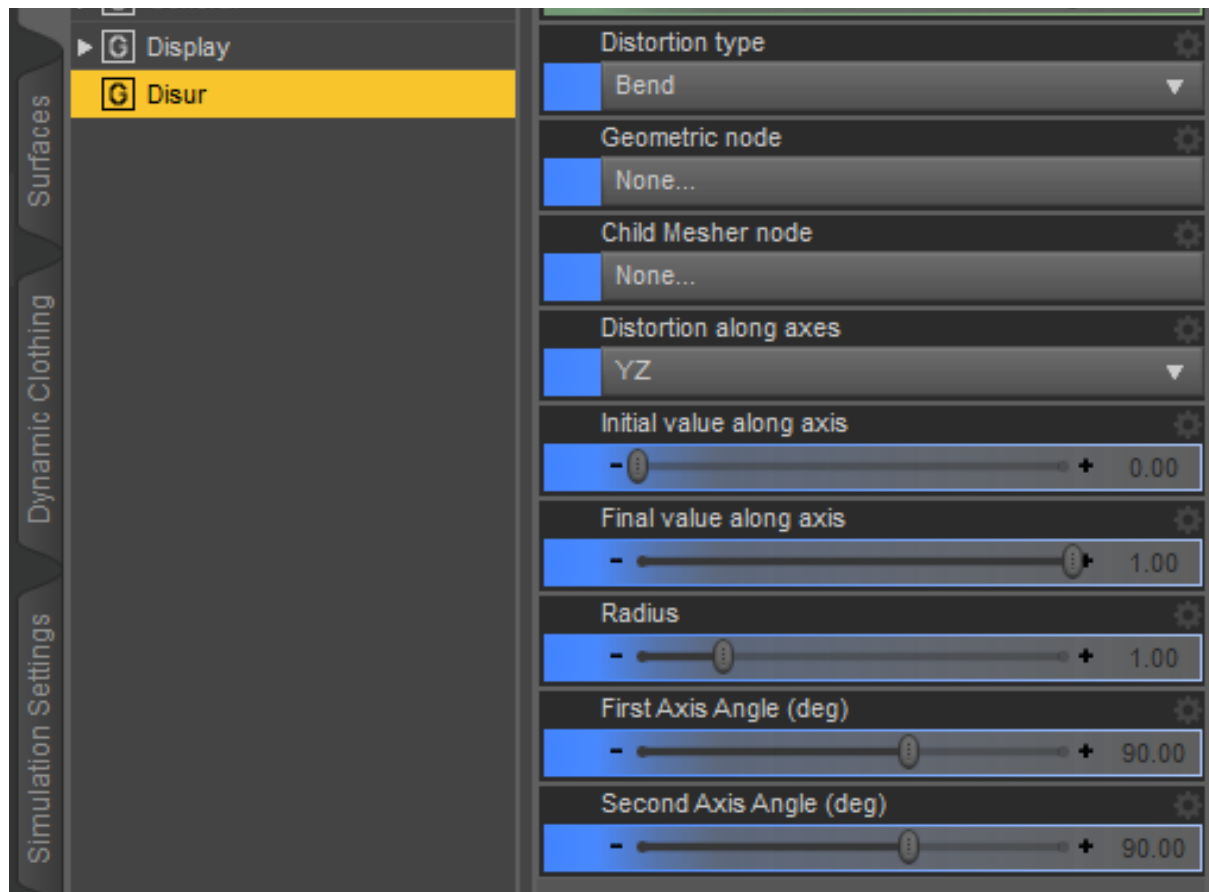 Surfaces
Dynamic Clothing
Simulation Settings
G Display
G Disur
Distortion type
Bend
Geometric node
None...
Child Mesher node
None...
Distortion along axes
YZ
Initial value along axis
- + 0.00
Final value along axis
- + 1.00
Radius
- + 1.00
First Axis Angle (deg)
- + 90.00
Second Axis Angle (deg)
- + 90.00